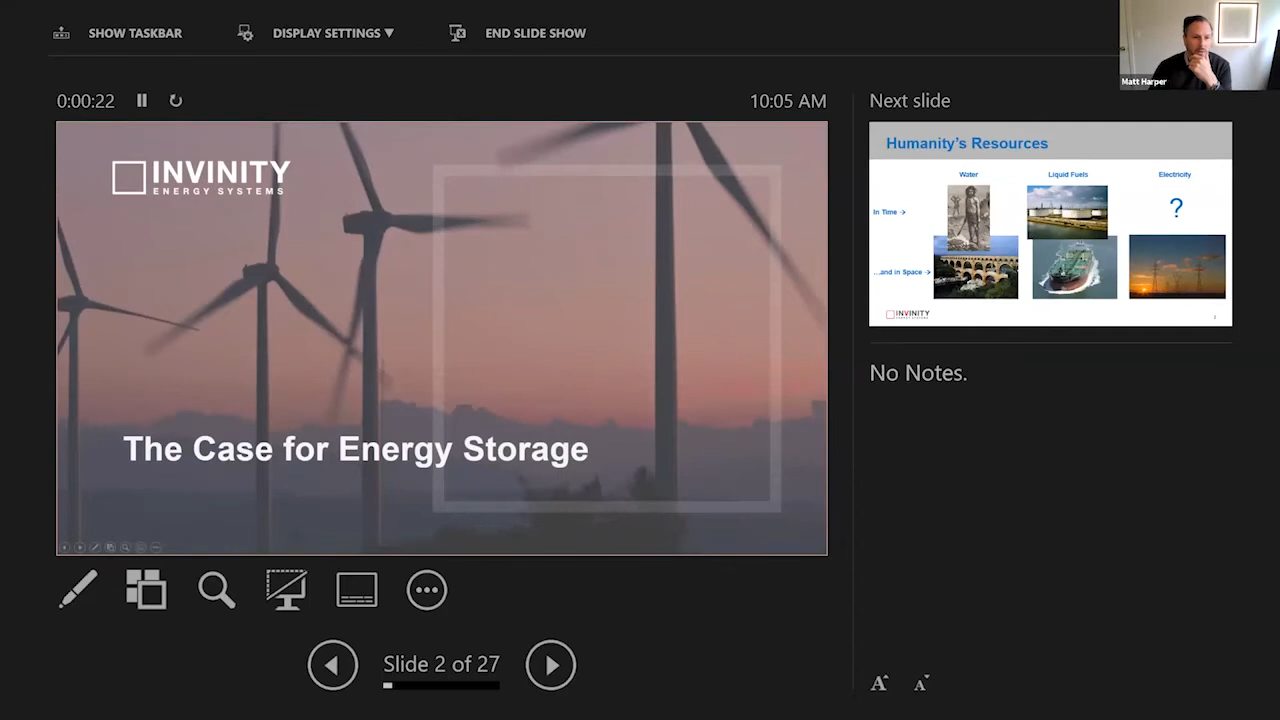 SHOW TASKBAR
DISPLAY SETTINGS ▼
END SLIDE SHOW
Matt Harper
0:00:22
10:05 AM
Next slide
INVINITY
ENERGY SYSTEMS
The Case for Energy Storage
Humanity's Resources
Water
Liquid Fuels
Electricity
In Time →
?
...and in Space →
INVINITY
ENERGY SYSTEMS
No Notes.
Slide 2 of 27
A A